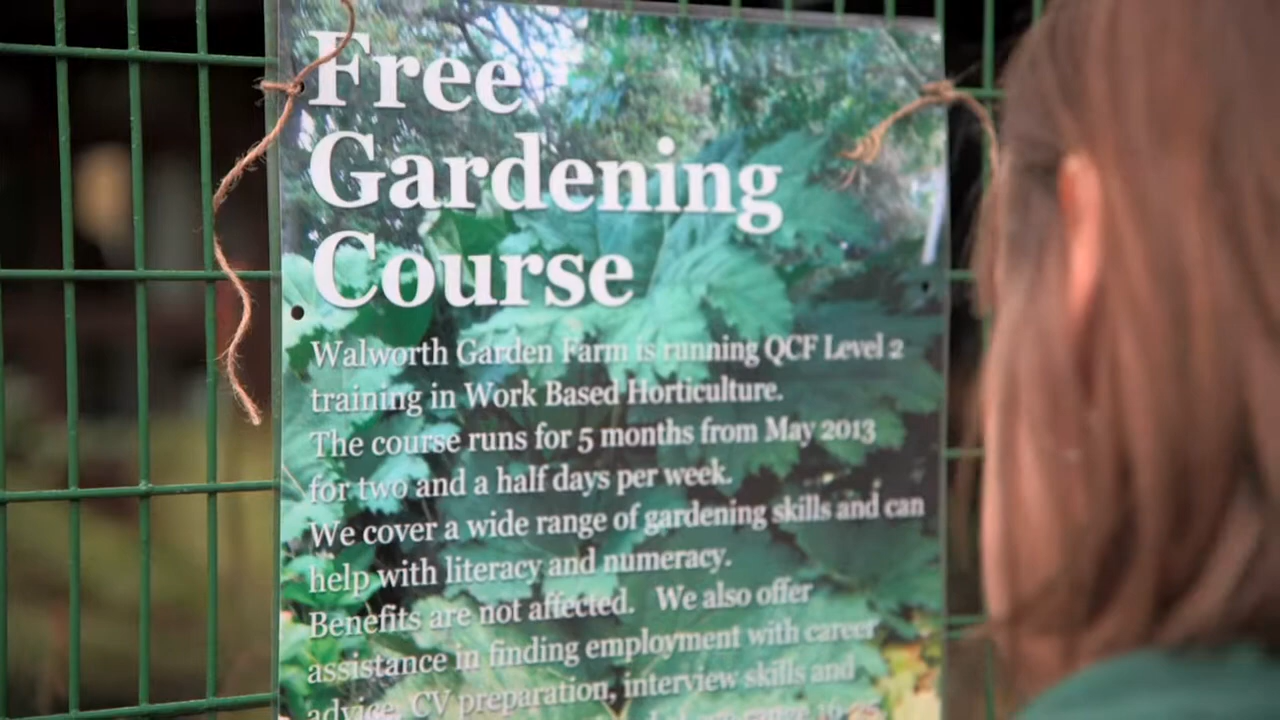 Free
Gardening
Course
Walworth Garden Farm is running QCF Level 2
training in Work Based Horticulture.
The course runs for 5 months from May 2013
for two and a half days per week.
We cover a wide range of gardening skills and can
help with literacy and numeracy.
Benefits are not affected. We also offer
assistance in finding employment with career
advice, CV preparation, interview skills and